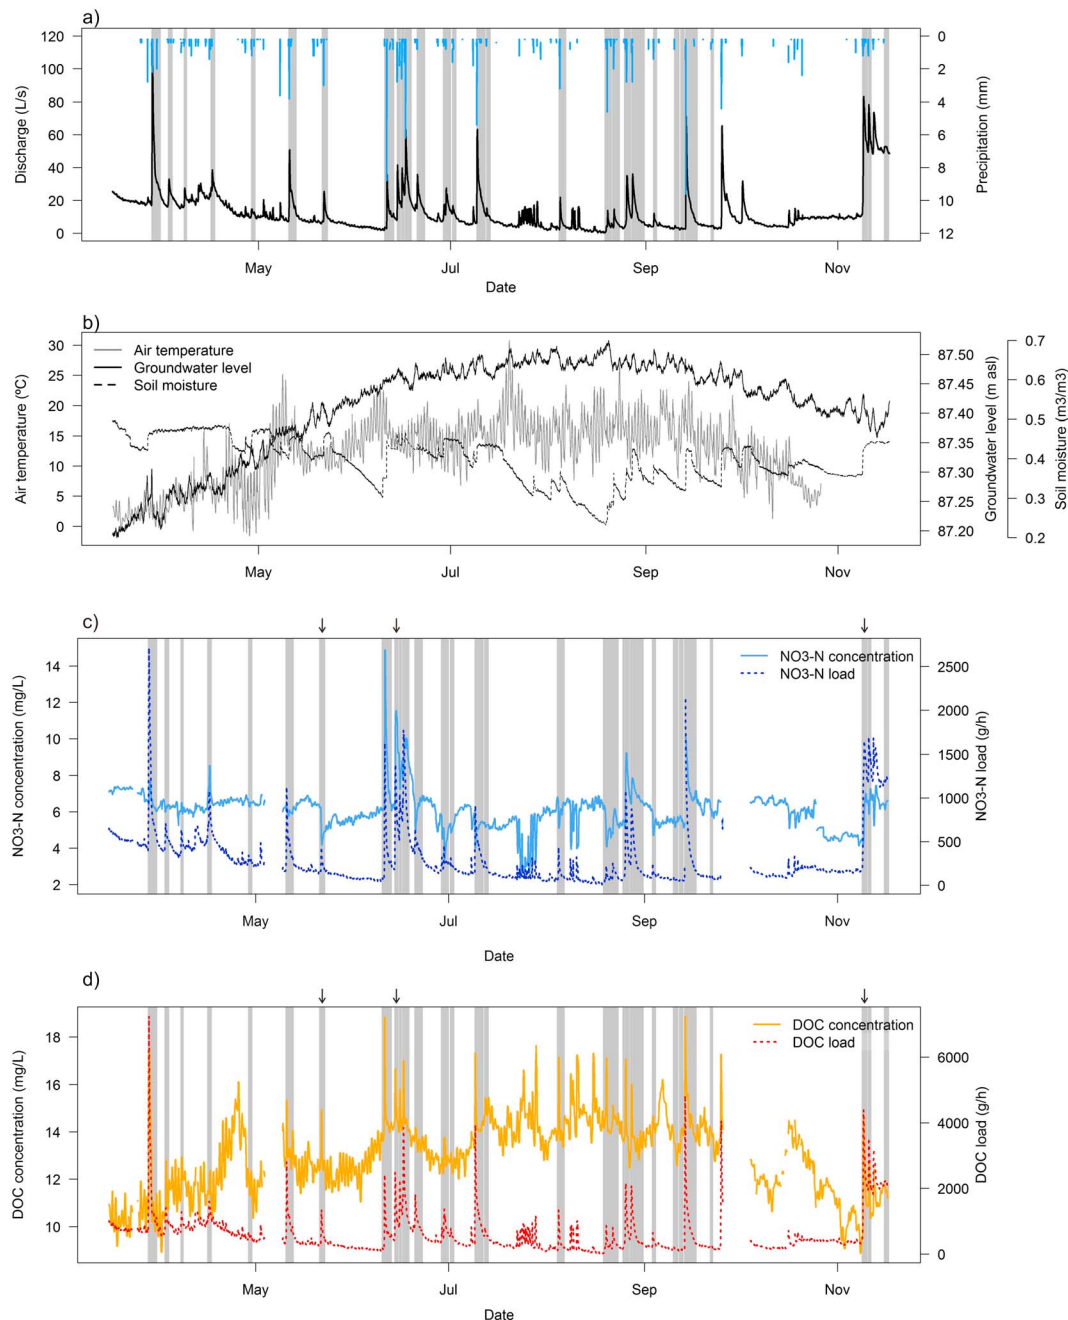 a)
120
100
80
60
40
20
0
Discharge (L/s)
0
2
4
6
8
10
12
Precipitation (mm)
May
Jul
Sep
Nov
Date
b)
Air temperature
Groundwater level
Soil moisture
30
25
20
15
10
5
0
Air temperature (ºC)
87.50
87.45
87.40
87.35
87.30
87.25
87.20
Groundwater level (m asl)
0.7
0.6
0.5
0.4
0.3
0.2
Soil moisture (m3/m3)
May
Jul
Sep
Nov
c)
NO3-N concentration
NO3-N load
14
12
10
8
6
4
2
NO3-N concentration (mg/L)
2500
2000
1500
1000
500
0
NO3-N load (g/h)
May
Jul
Sep
Nov
Date
d)
DOC concentration
DOC load
18
16
14
12
10
DOC concentration (mg/L)
6000
4000
2000
0
DOC load (g/h)
May
Jul
Sep
Nov
Date